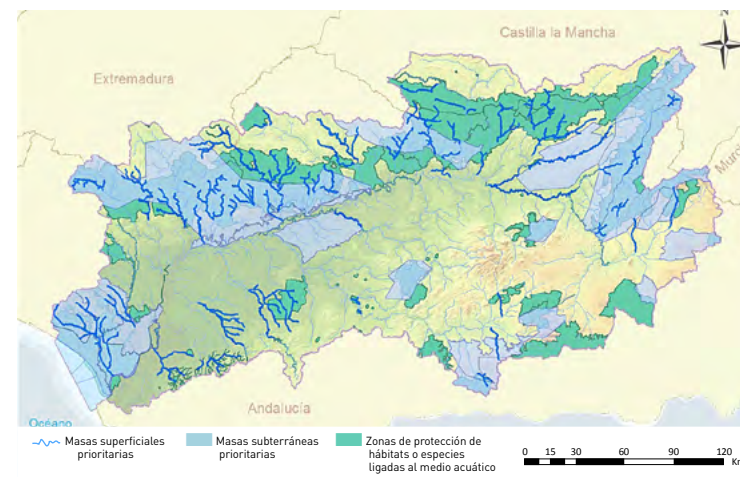 Castilla la Mancha
Extremadura
Murc
Andalucía
Océano
Masas superficiales
prioritarias
Masas subterráneas
prioritarias
Zonas de protección de
hábitats o especies
ligadas al medio acuático
0 15 30 60 90 120
Km